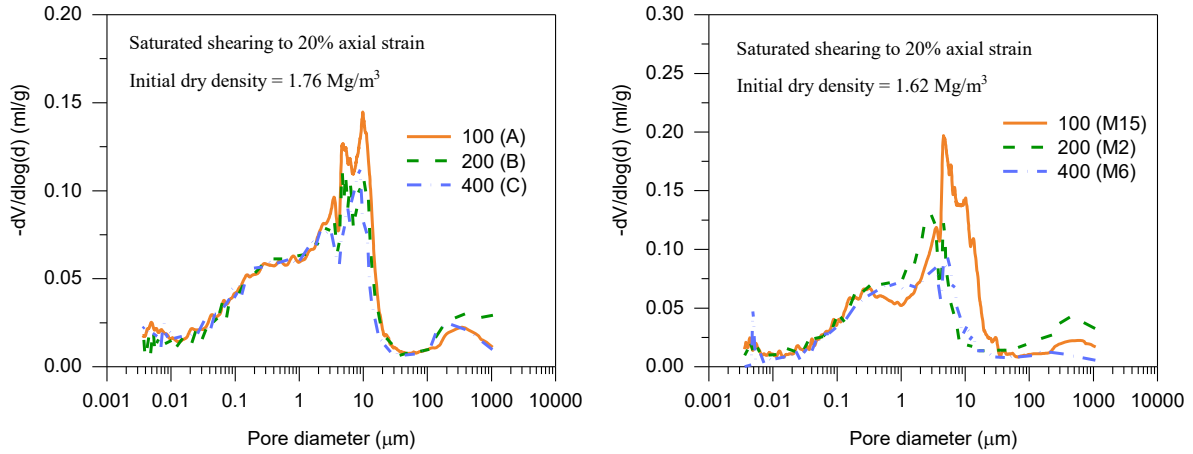 Saturated shearing to 20% axial strain
Initial dry density = 1.76 Mg/m³
100 (A)
200 (B)
400 (C)
-dV/dlog(d) (ml/g)
0.20
0.15
0.10
0.05
0.00
0.001 0.01 0.1 1 10 100 1000 10000
Pore diameter (μm)
Saturated shearing to 20% axial strain
Initial dry density = 1.62 Mg/m³
100 (M15)
200 (M2)
400 (M6)
-dV/dlog(d) (ml/g)
0.30
0.25
0.20
0.15
0.10
0.05
0.00
0.001 0.01 0.1 1 10 100 1000 10000
Pore diameter (μm)